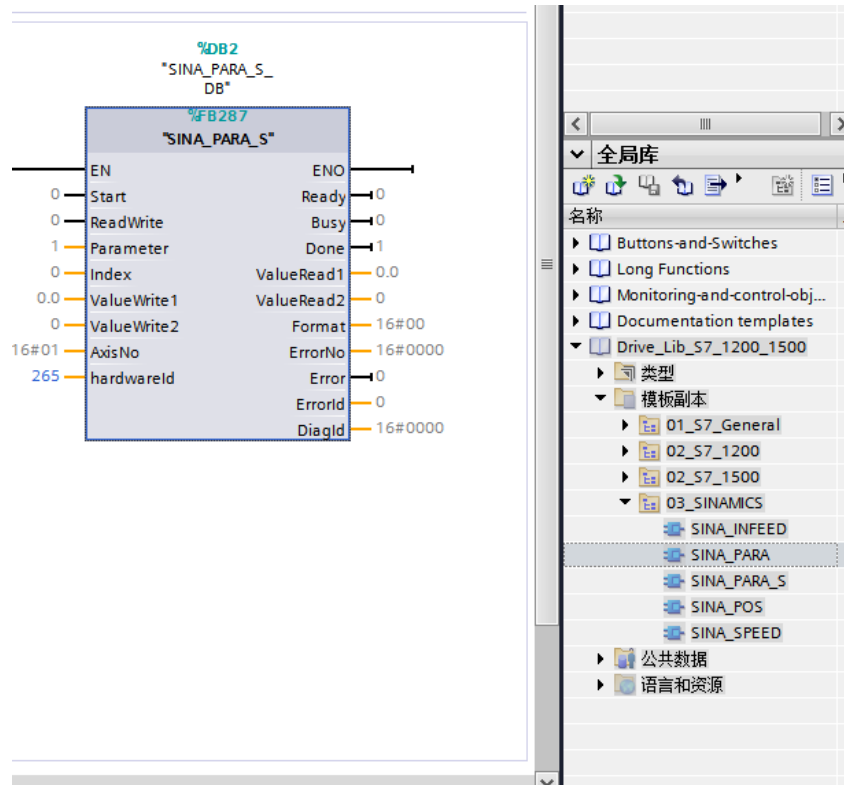 %DB2
"SINA_PARA_S_
DB"
%FB287
"SINA_PARA_S"
EN ENO
0 Start Ready 0
0 ReadWrite Busy 0
1 Parameter Done 1
0 Index ValueRead1 0.0
0.0 ValueWrite1 ValueRead2 0
0 ValueWrite2 Format 16#00
16#01 AxisNo ErrorNo 16#0000
265 hardwareId Error 0
ErrorId 0
DiagId 16#0000
全局库
名称
Buttons-and-Switches
Long Functions
Monitoring-and-control-obj...
Documentation templates
Drive_Lib_S7_1200_1500
类型
模板副本
01_S7_General
02_S7_1200
02_S7_1500
03_SINAMICS
SINA_INFEED
SINA_PARA
SINA_PARA_S
SINA_POS
SINA_SPEED
公共数据
语言和资源